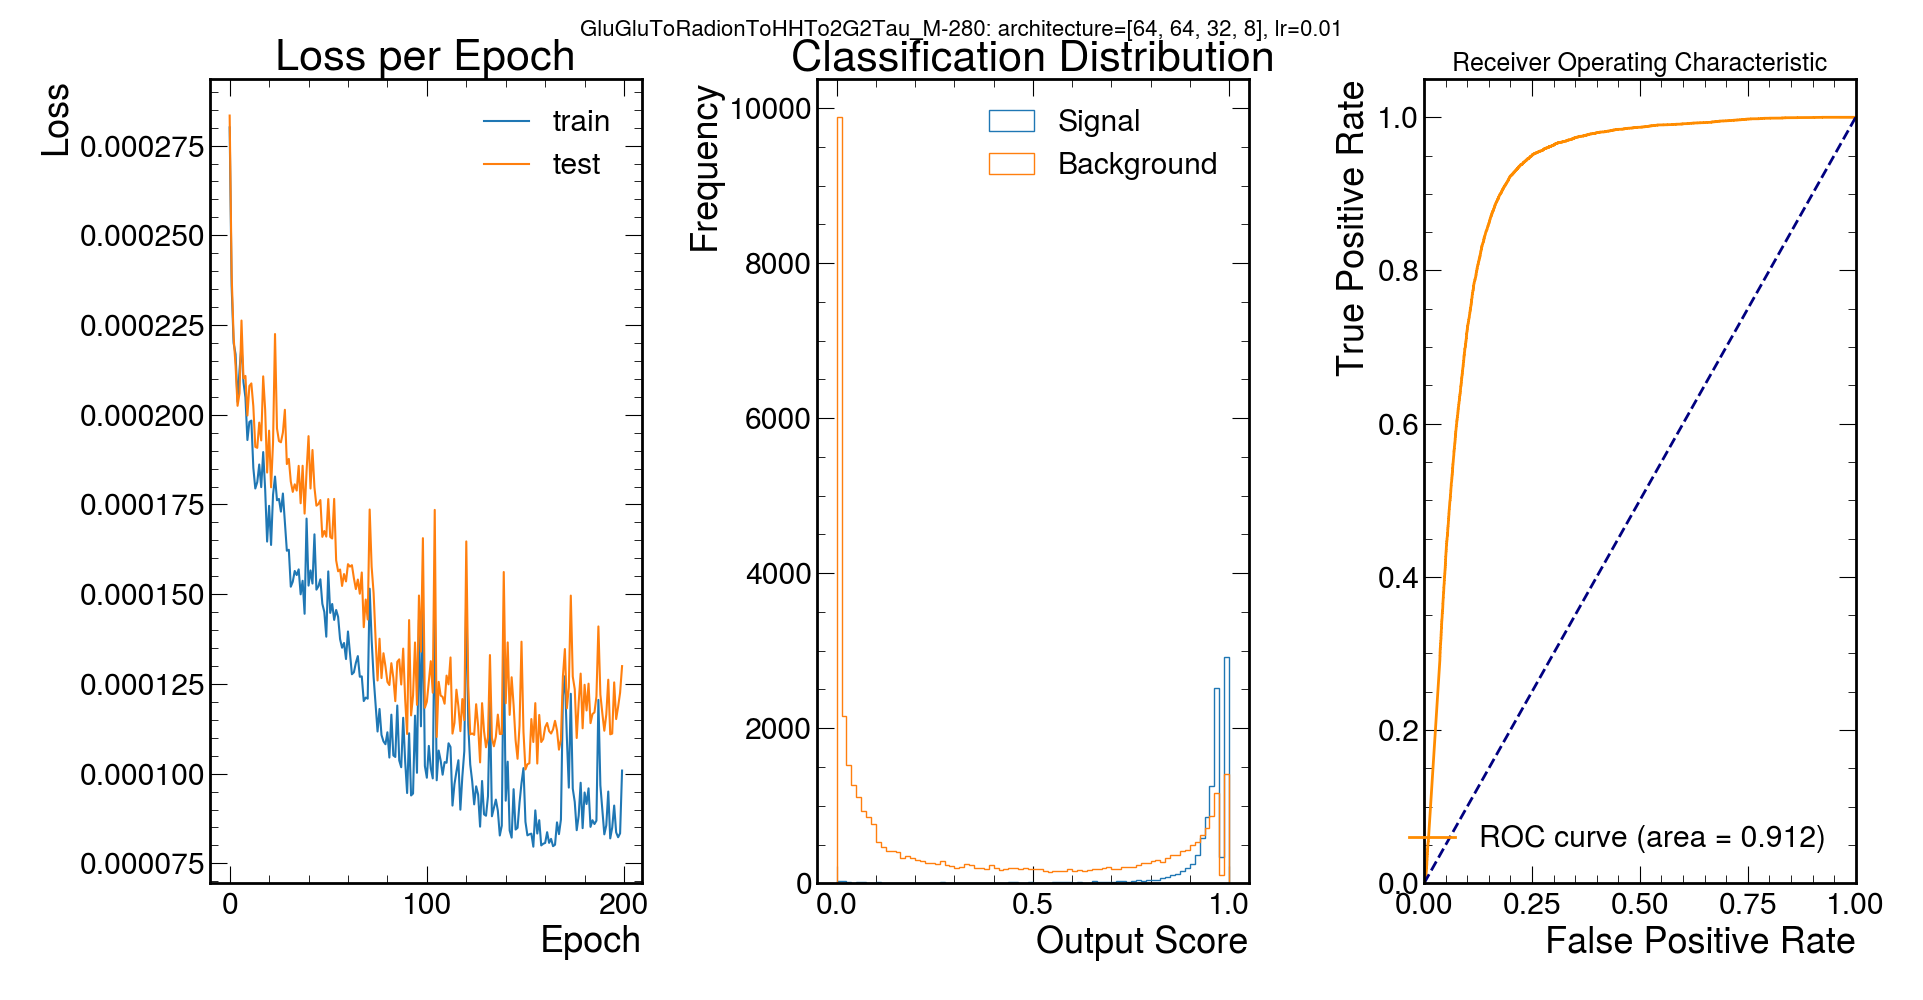 GluGluToRadionToHHTo2G2Tau_M-280: architecture=[64, 64, 32, 8], lr=0.01
Loss per Epoch
Loss
0.000275
0.000250
0.000225
0.000200
0.000175
0.000150
0.000125
0.000100
0.000075
train
test
0
100
200
Epoch
Classification Distribution
Frequency
10000
8000
6000
4000
2000
0
Signal
Background
0.0
0.5
1.0
Output Score
Receiver Operating Characteristic
True Positive Rate
1.0
0.8
0.6
0.4
0.2
0.0
ROC curve (area = 0.912)
0.00
0.25
0.50
0.75
1.00
False Positive Rate